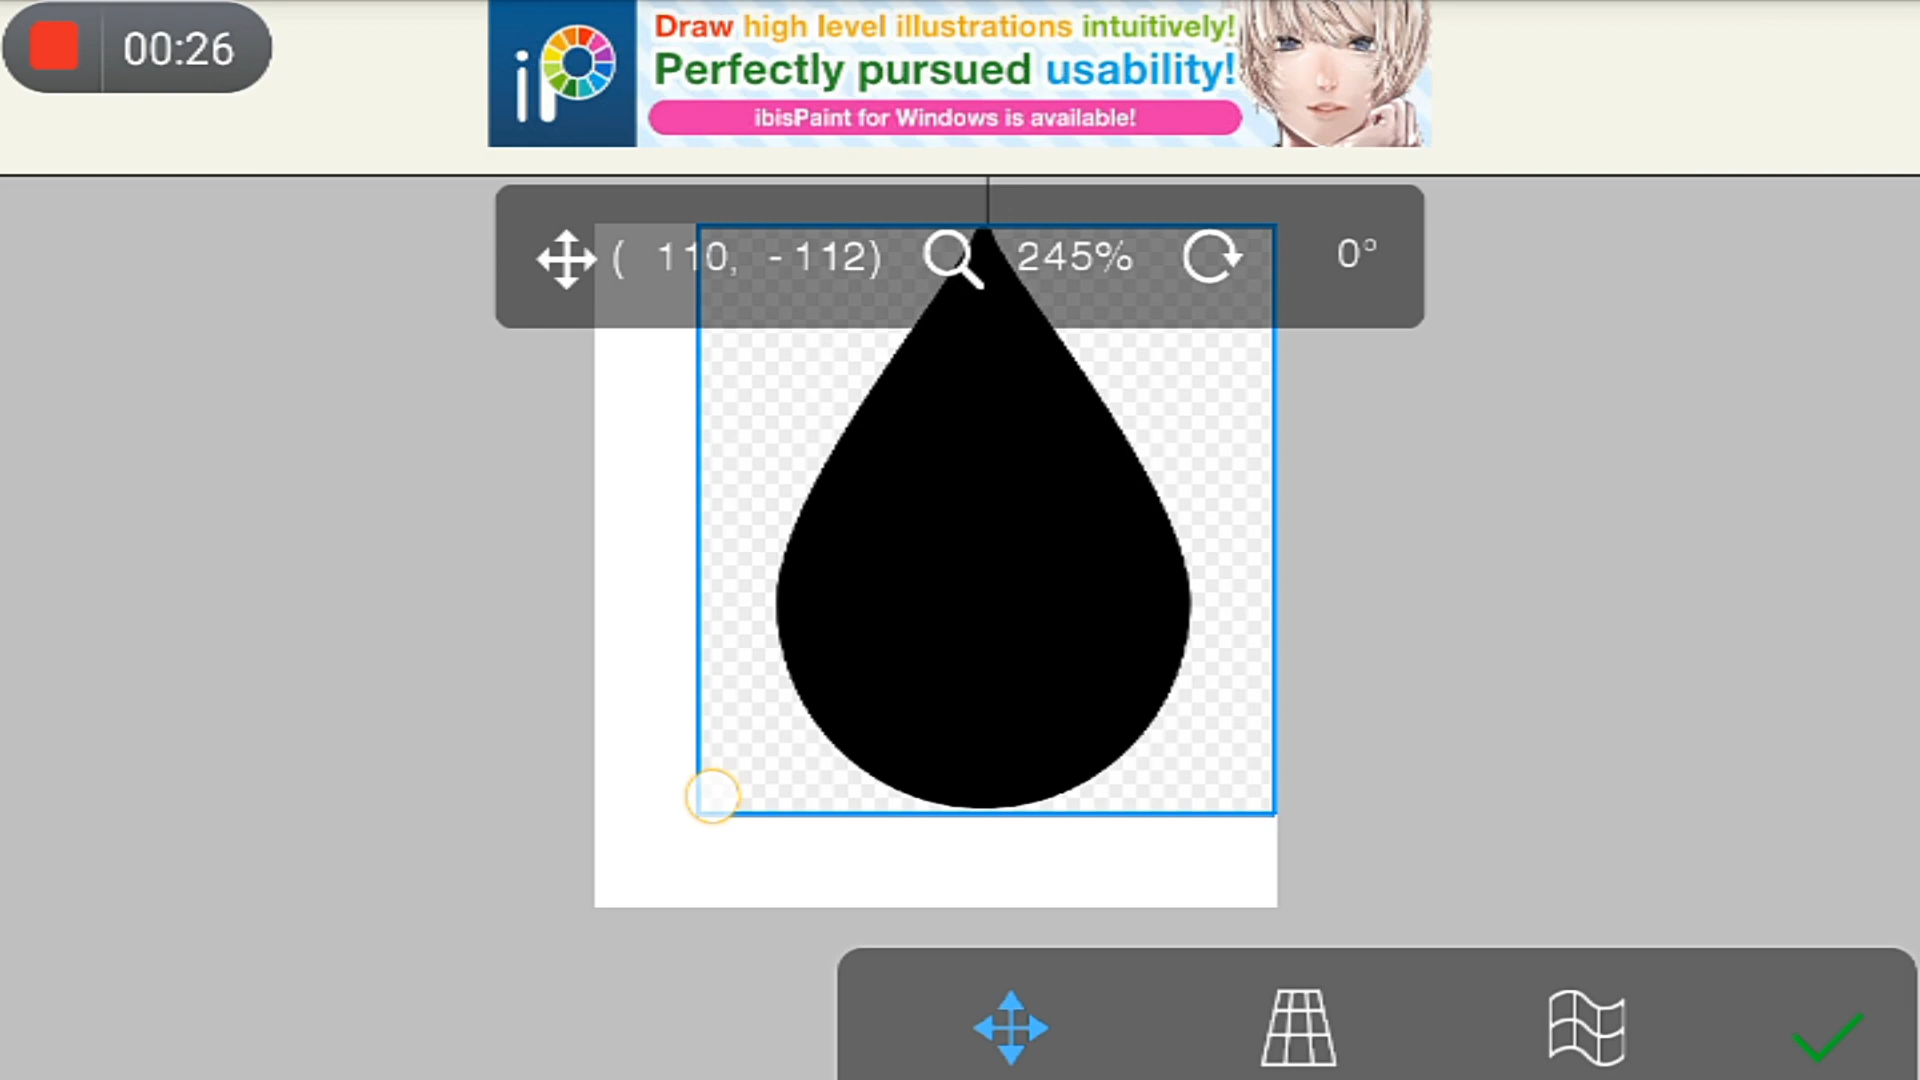 00:26
iP
Draw high level illustrations intuitively!
Perfectly pursued usability!
ibisPaint for Windows is available!
( 110, -112) 245% 0°